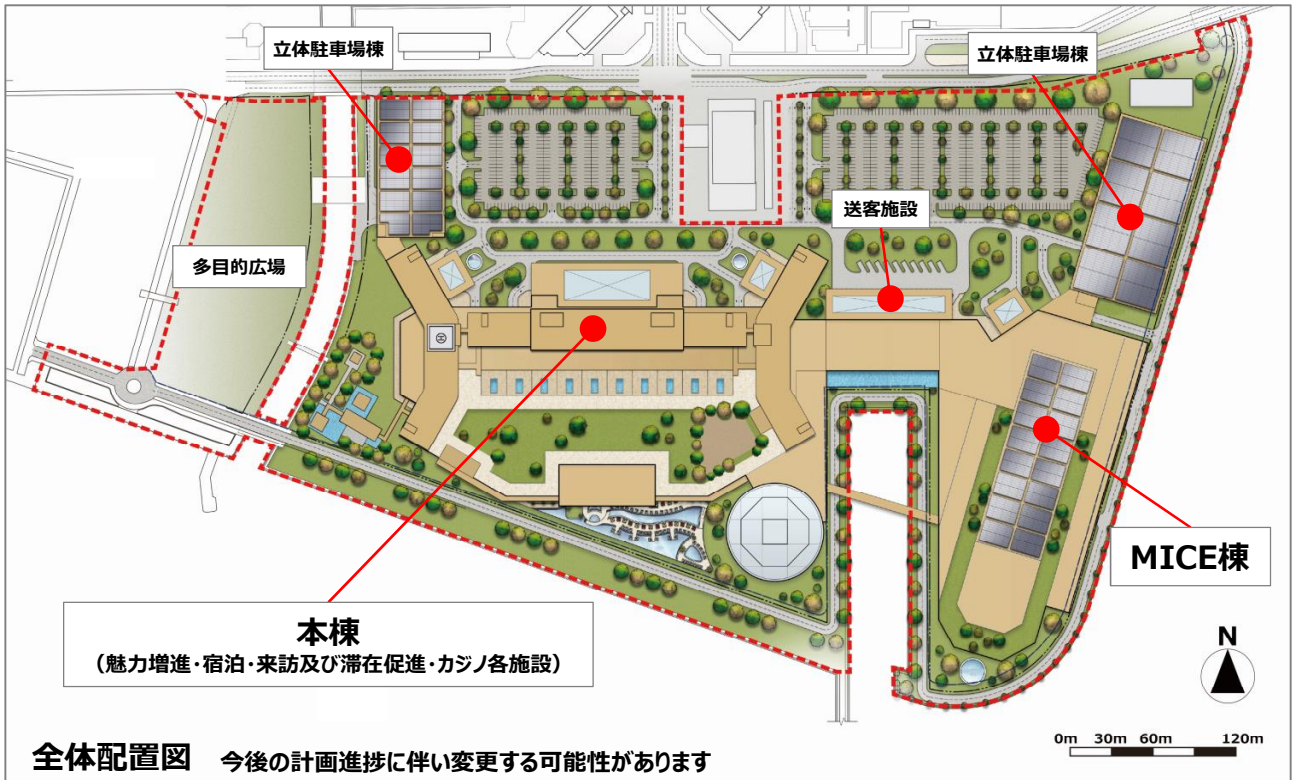 立体駐車場棟
立体駐車場棟
送客施設
多目的広場
H
MICE棟
本棟
（魅力増進・宿泊・来訪及び滞在促進・カジノ各施設）
N
0m 30m 60m 120m
全体配置図 今後の計画進捗に伴い変更する可能性があります